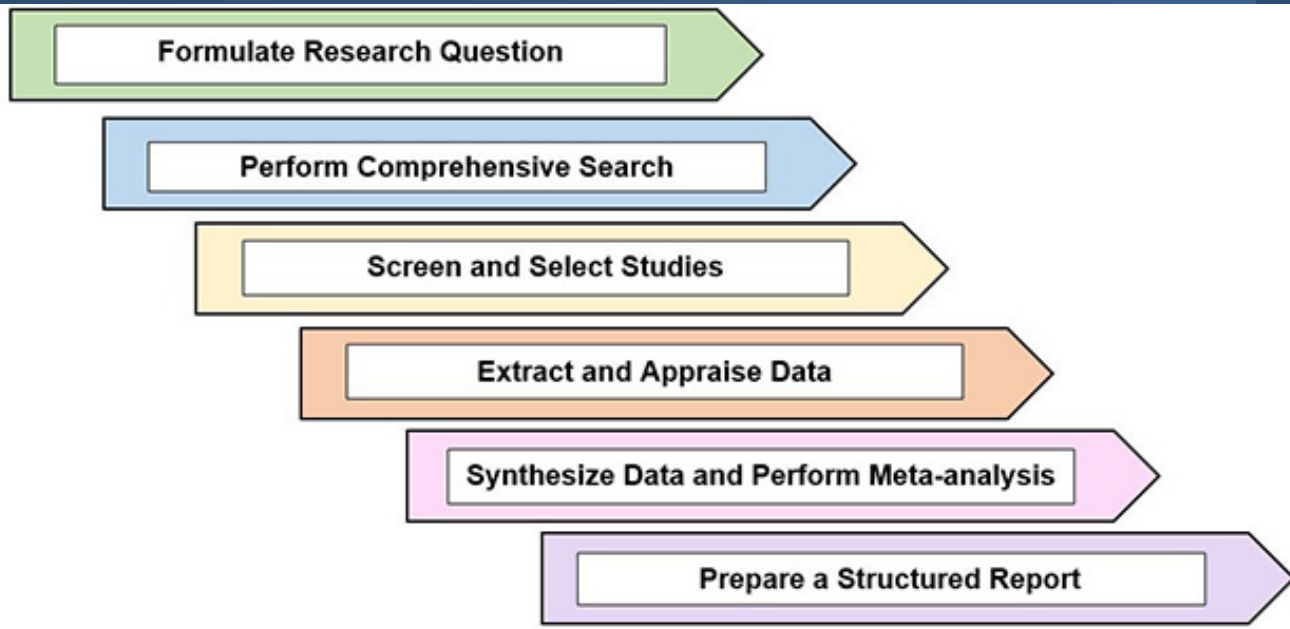 Formulate Research Question
Perform Comprehensive Search
Screen and Select Studies
Extract and Appraise Data
Synthesize Data and Perform Meta-analysis
Prepare a Structured Report